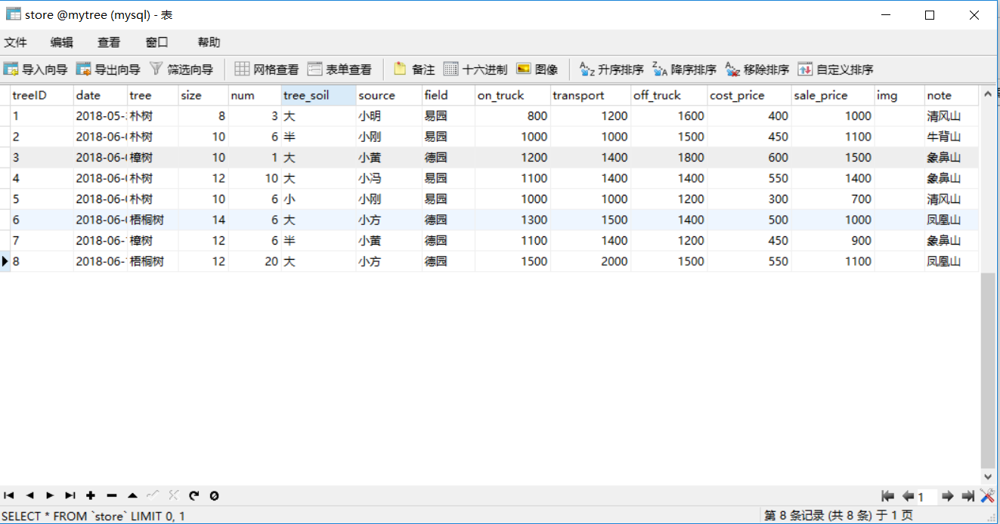 store @mytree (mysql) - 表
文件 编辑 查看 窗口 帮助
导入向导 导出向导 筛选向导 网格查看 表单查看 备注 十六进制 图像 升序排序 降序排序 移除排序 自定义排序
treeID date tree size num tree_soil source field on_truck transport off_truck cost_price sale_price img note
1 2018-05- 朴树 8 3 大 小明 易园 800 1200 1600 400 1000 清风山
2 2018-06- 朴树 10 6 半 小刚 易园 1000 1000 1500 450 1100 牛背山
3 2018-06- 樟树 10 1 大 小黄 德园 1200 1400 1800 600 1500 象鼻山
4 2018-06- 朴树 12 10 大 小冯 易园 1100 1400 1400 550 1400 象鼻山
5 2018-06- 朴树 10 6 小 小刚 易园 1000 1000 1200 300 700 清风山
6 2018-06- 梧桐树 14 6 大 小方 德园 1300 1500 1400 500 1000 凤凰山
7 2018-06- 樟树 12 6 半 小黄 德园 1100 1400 1200 450 900 象鼻山
8 2018-06- 梧桐树 12 20 大 小方 德园 1500 2000 1500 550 1100 凤凰山
1
SELECT * FROM `store` LIMIT 0, 1 第 8 条记录 (共 8 条) 于 1 页